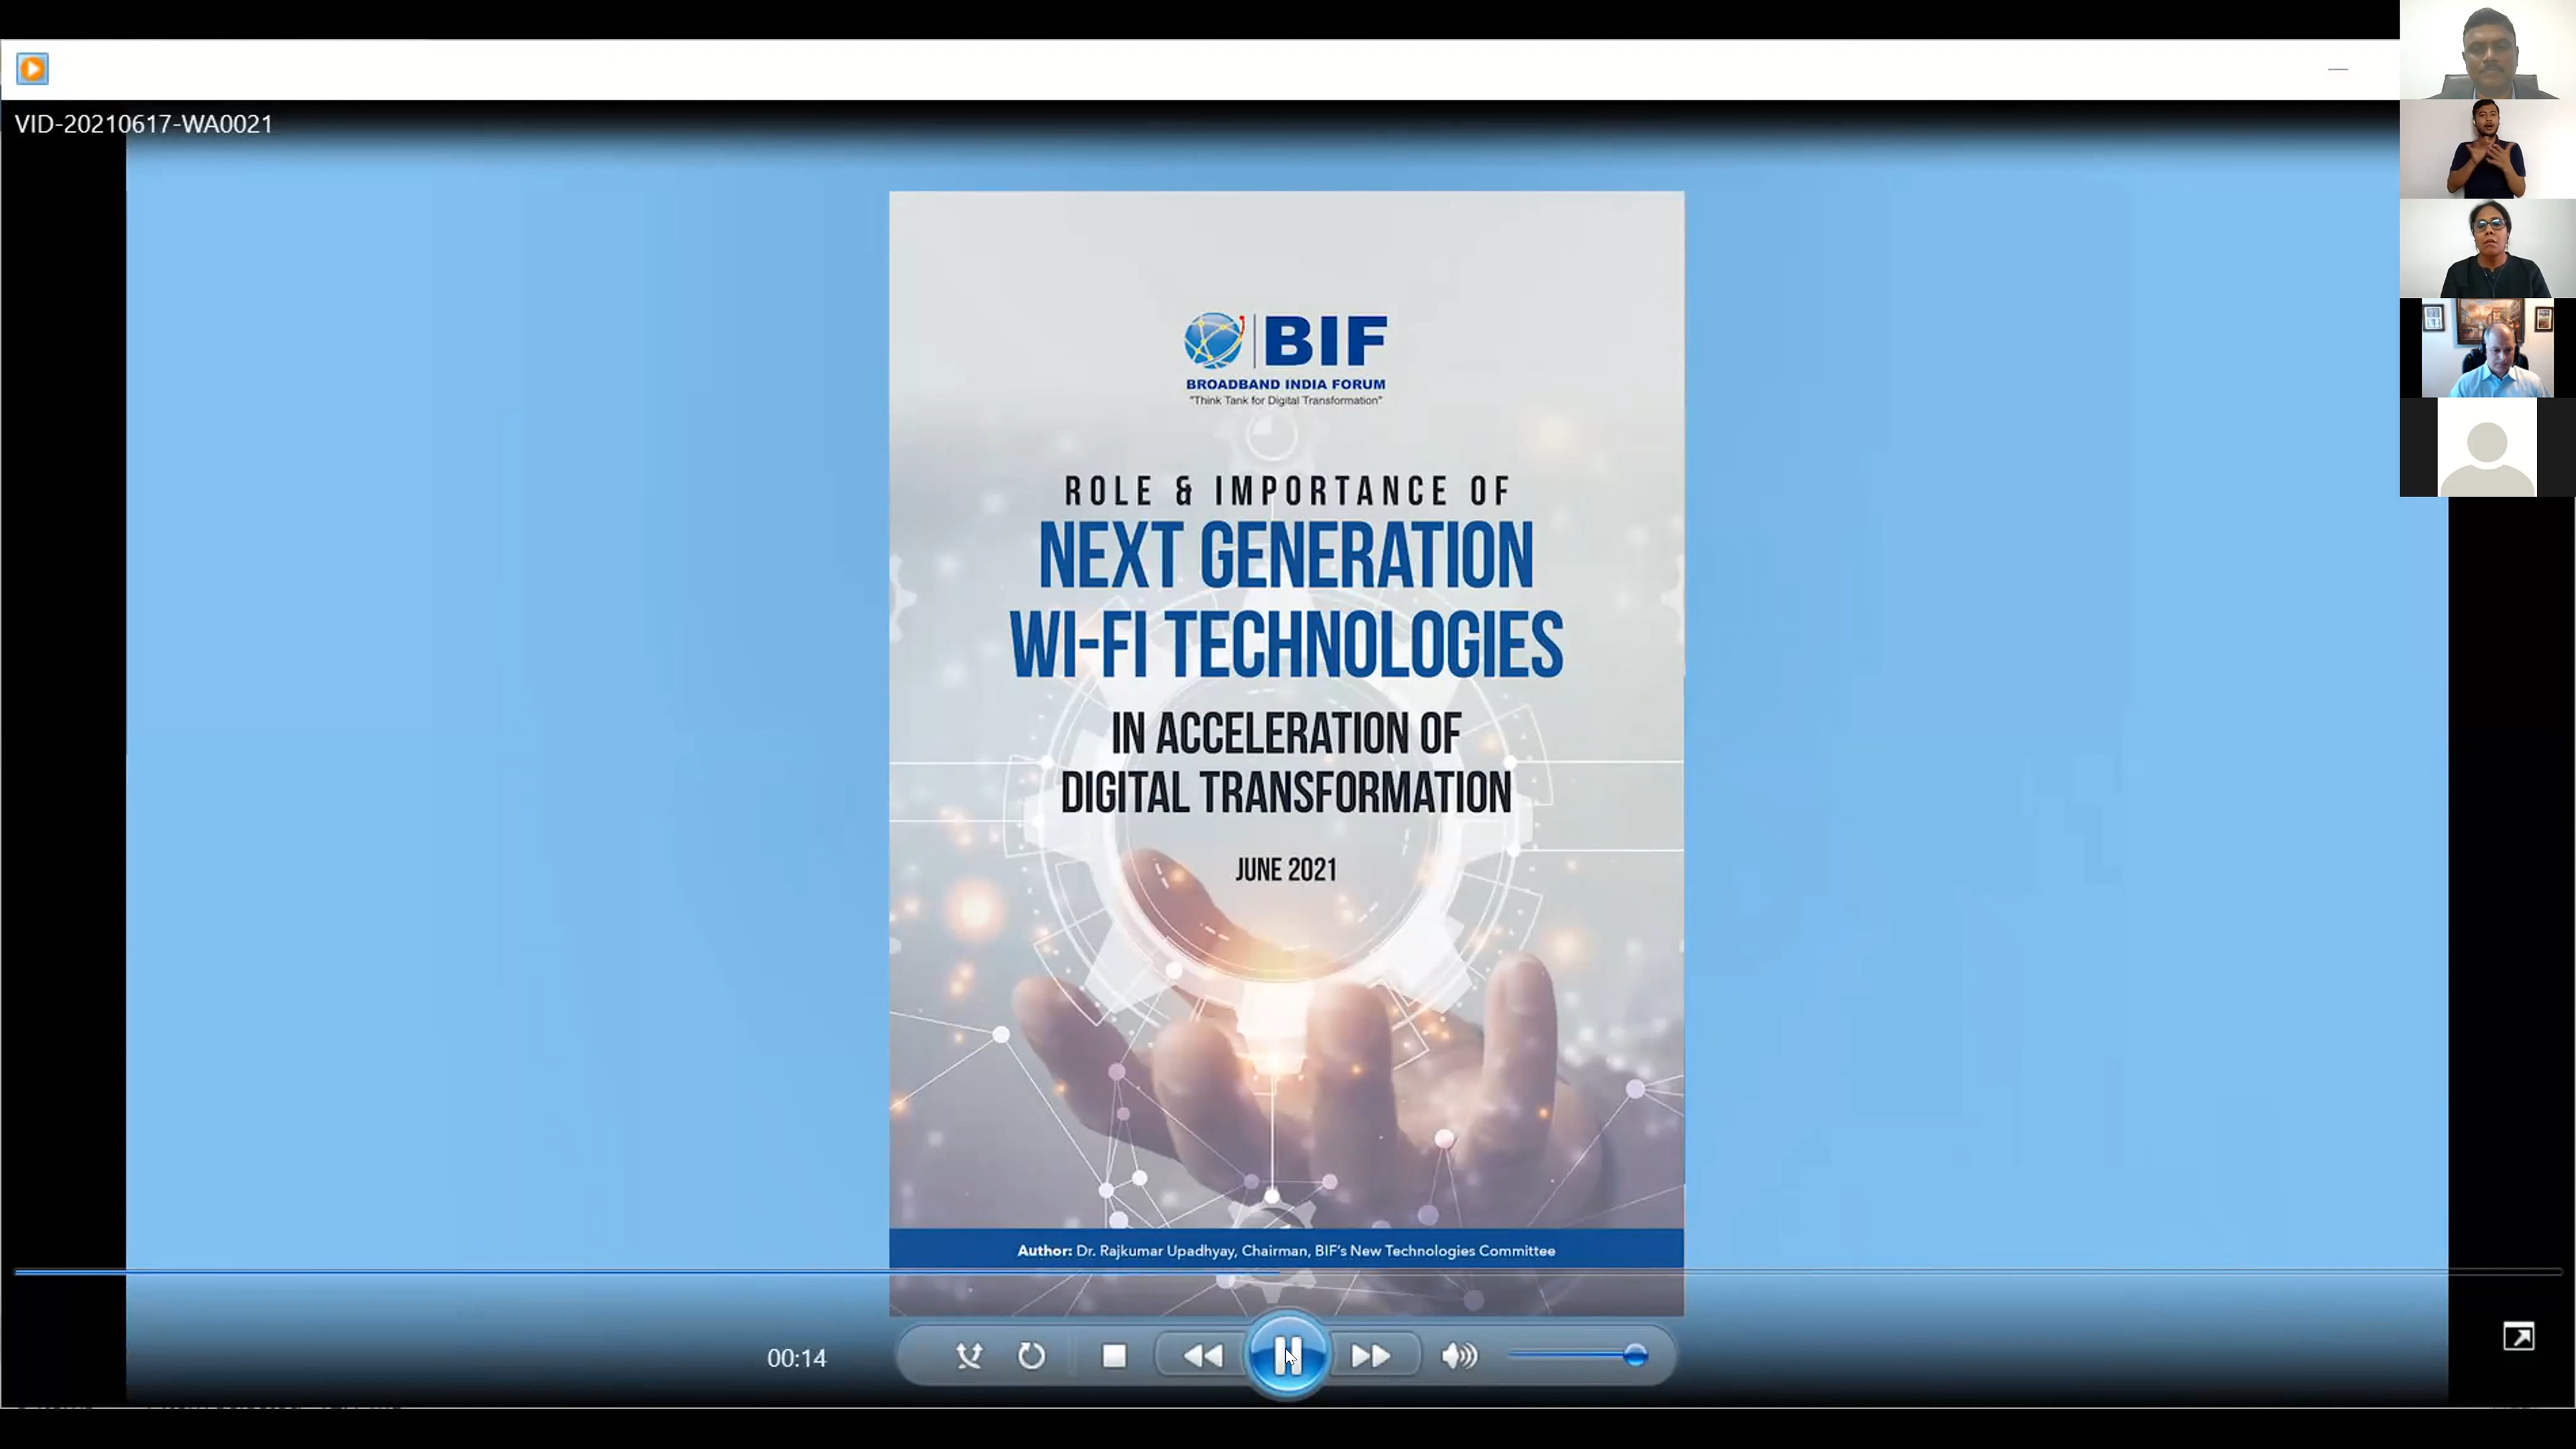 VID-20210617-WA0021
BIF
BROADBAND INDIA FORUM
"Think Tank for Digital Transformation"
ROLE & IMPORTANCE OF
NEXT GENERATION
WI-FI TECHNOLOGIES
IN ACCELERATION OF
DIGITAL TRANSFORMATION
JUNE 2021
Author: Dr. Rajkumar Upadhyay, Chairman, BIF's New Technologies Committee
00:14